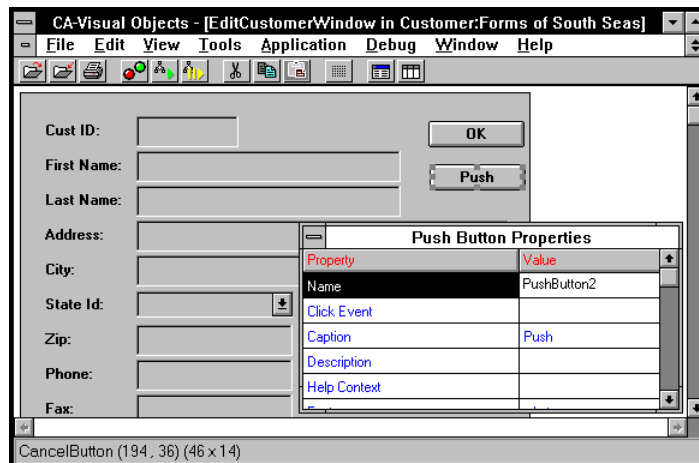 CA-Visual Objects - [EditCustomerWindow in Customer:Forms of South Seas]
File Edit View Tools Application Debug Window Help
Cust ID:
OK
First Name:
Push
Last Name:
Address:
Push Button Properties
City:
Property Value
Name PushButton2
State Id:
Click Event
Zip:
Caption Push
Description
Phone:
Help Context
Fax:
CancelButton (194 , 36) (46 x 14)